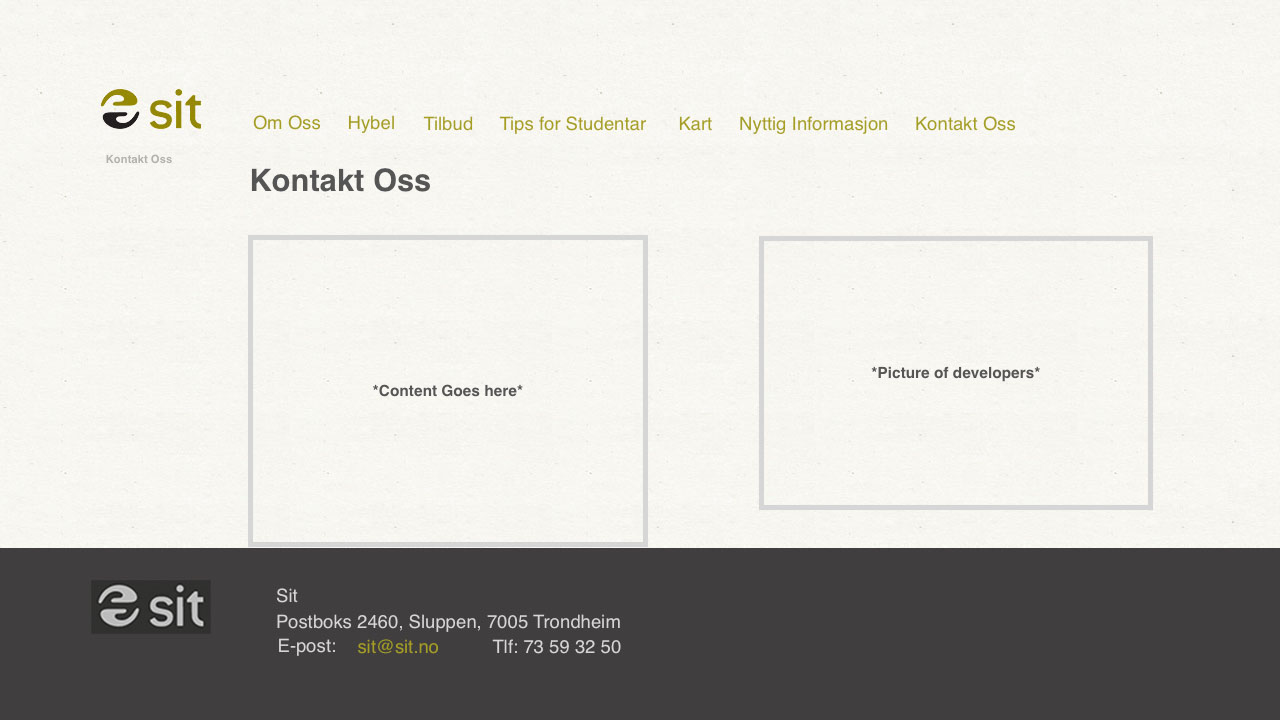 sit
Om Oss Hybel Tilbud Tips for Studentar Kart Nyttig Informasjon Kontakt Oss
Kontakt Oss
Kontakt Oss
*Content Goes here*
*Picture of developers*
sit
Sit
Postboks 2460, Sluppen, 7005 Trondheim
E-post: sit@sit.no Tlf: 73 59 32 50